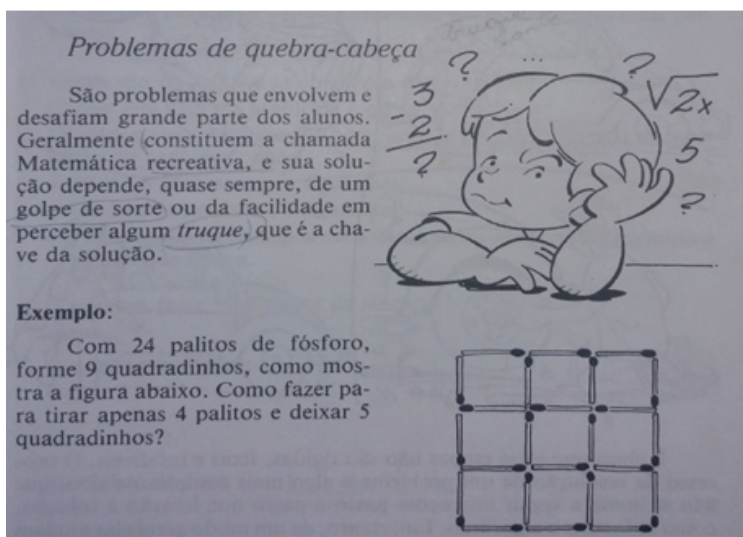 Problemas de quebra-cabeça
São problemas que envolvem e
desafiam grande parte dos alunos.
Geralmente constituem a chamada
Matemática recreativa, e sua solu-
ção depende, quase sempre, de um
golpe de sorte ou da facilidade em
perceber algum truque, que é a cha-
ve da solução.
? ... ?
3
- 2
?
√2x
5
?
Exemplo:
Com 24 palitos de fósforo,
forme 9 quadradinhos, como mos-
tra a figura abaixo. Como fazer pa-
ra tirar apenas 4 palitos e deixar 5
quadradinhos?